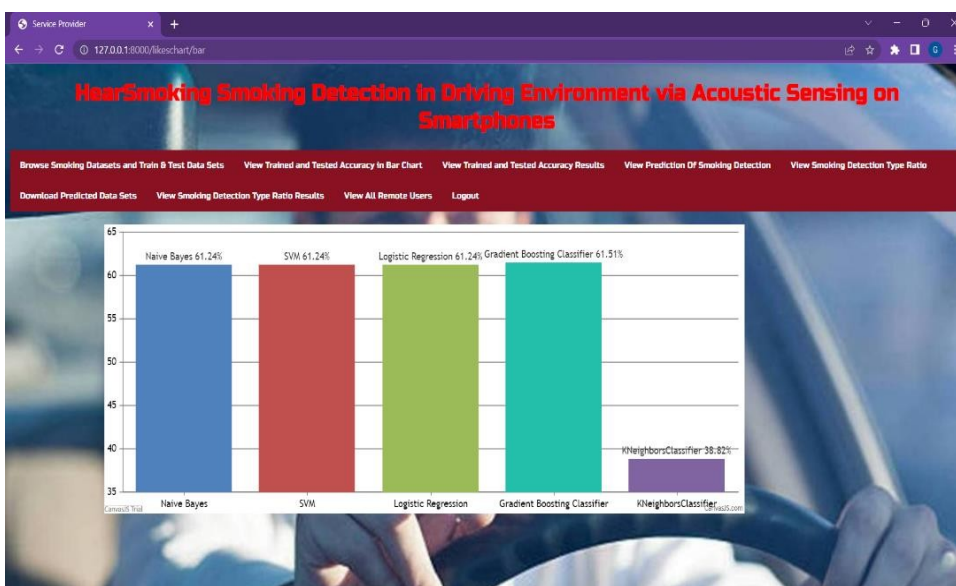 Service Provider
127.0.0.1:8000/likeschart/bar
G
HearSmoking Smoking Detection in Driving Environment via Acoustic Sensing on
Smartphones
Browse Smoking Datasets and Train & Test Data Sets View Trained and Tested Accuracy in Bar Chart View Trained and Tested Accuracy Results View Prediction Of Smoking Detection View Smoking Detection Type Ratio
Download Predicted Data Sets View Smoking Detection Type Ratio Results View All Remote Users Logout
65
Naive Bayes 61.24% SVM 61.24% Logistic Regression 61.24% Gradient Boosting Classifier 61.51%
60
55
50
45
40
KNeighborsClassifier 38.82%
35
Naive Bayes SVM Logistic Regression Gradient Boosting Classifier KNeighborsClassifier
CanvasJS Trial CanvasJS.com